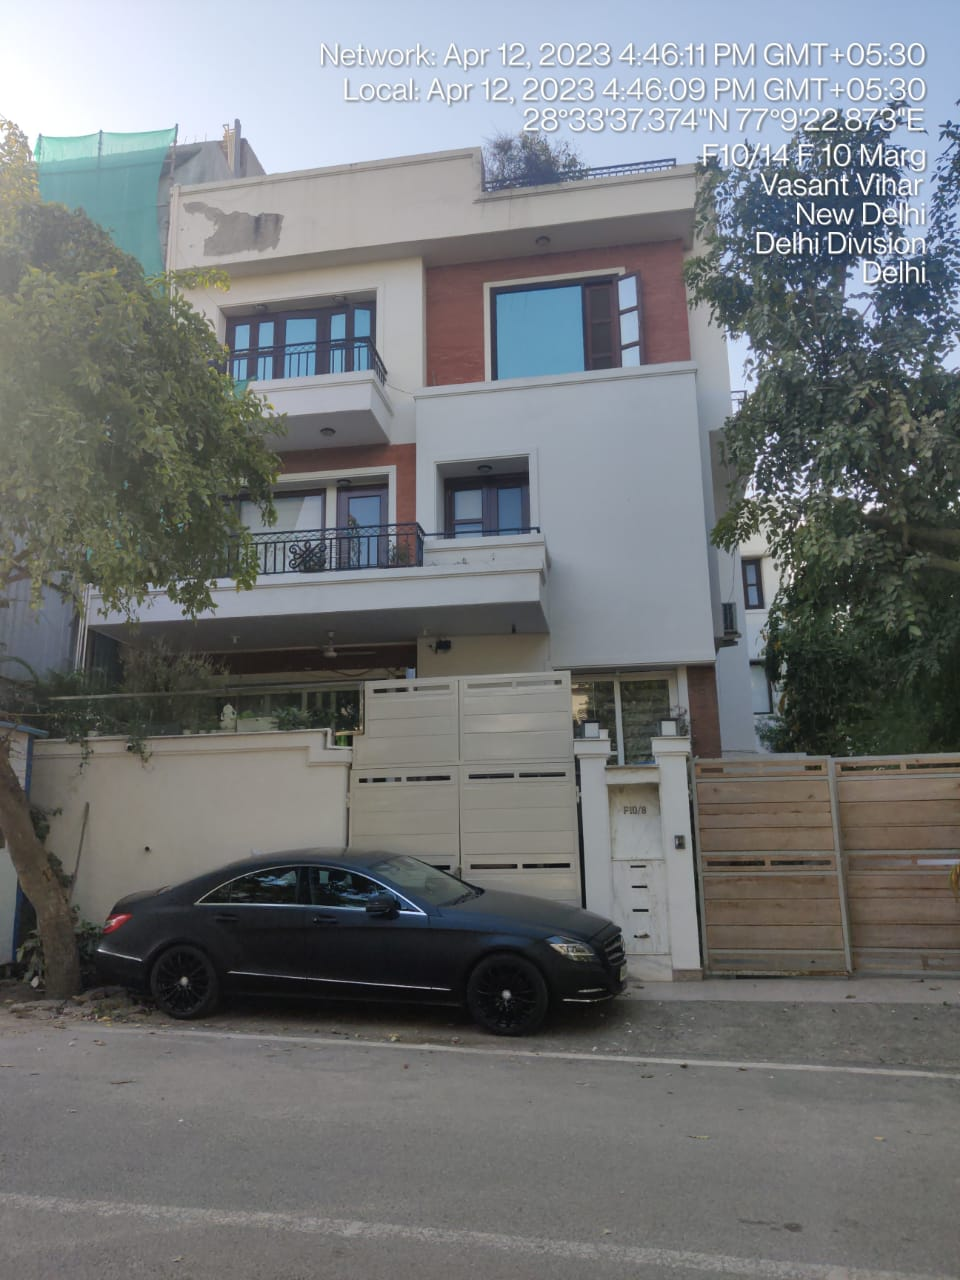 Network: Apr 12, 2023 4:46:11 PM GMT+05:30
Local: Apr 12, 2023 4:46:09 PM GMT+05:30
28°33'37.374"N 77°9'22.873"E
F10/14 F 10 Marg
Vasant Vihar
New Delhi
Delhi Division
Delhi
F10/8